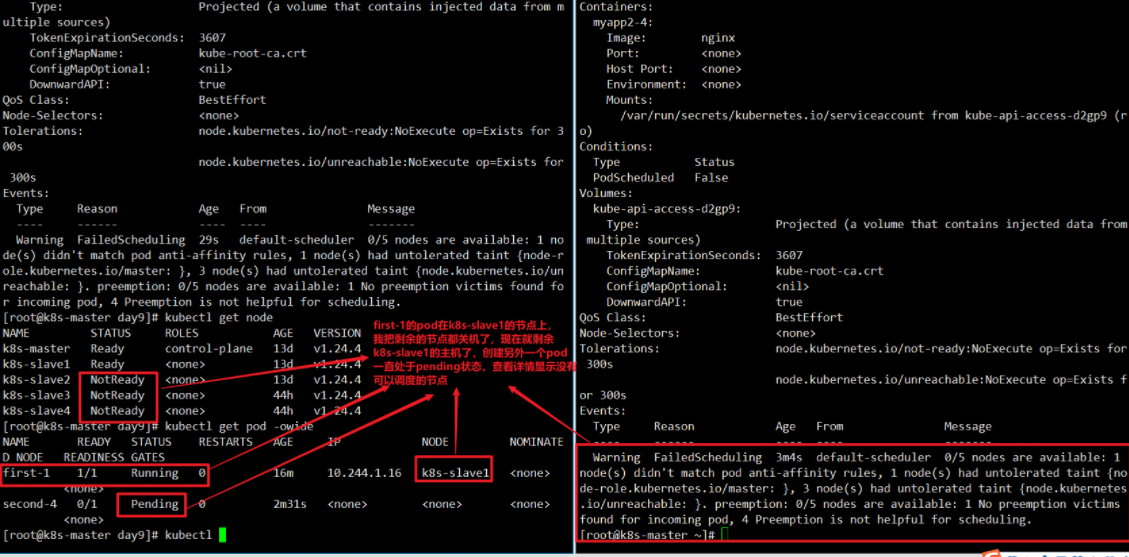 Type:                Projected (a volume that contains injected data from m
ultiple sources)
TokenExpirationSeconds:  3607
ConfigMapName:           kube-root-ca.crt
ConfigMapOptional:       <nil>
DownwardAPI:             true
QoS Class:                   BestEffort
Node-Selectors:              <none>
Tolerations:                 node.kubernetes.io/not-ready:NoExecute op=Exists for 3
00s
node.kubernetes.io/unreachable:NoExecute op=Exists for
300s
Events:
Type     Reason            Age   From               Message
----     ------            ----  ----               -------
Warning  FailedScheduling  29s   default-scheduler  0/5 nodes are available: 1 no
de(s) didn't match pod anti-affinity rules, 1 node(s) had untolerated taint {node-r
ole.kubernetes.io/master: }, 3 node(s) had untolerated taint {node.kubernetes.io/un
reachable: }. preemption: 0/5 nodes are available: 1 No preemption victims found fo
r incoming pod, 4 Preemption is not helpful for scheduling.
[root@k8s-master day9]# kubectl get node
NAME         STATUS     ROLES           AGE   VERSION
k8s-master   Ready      control-plane   13d   v1.24.4
k8s-slave1   Ready      <none>          13d   v1.24.4
k8s-slave2   NotReady   <none>          13d   v1.24.4
k8s-slave3   NotReady   <none>          44h   v1.24.4
k8s-slave4   NotReady   <none>          44h   v1.24.4
[root@k8s-master day9]# kubectl get pod -owide
NAME       READY   STATUS    RESTARTS   AGE     IP            NODE         NOMINATE
D NODE   READINESS GATES
first-1    1/1     Running   0          16m     10.244.1.16   k8s-slave1   <none>
<none>
second-4   0/1     Pending   0          2m31s   <none>        <none>       <none>
<none>
[root@k8s-master day9]# kubectl
first-1的pod在k8s-slave1的节点上，
我把剩余的节点都关机了，现在就剩余
k8s-slave1的主机了，创建另外一个pod
一直处于pending状态，查看详情显示没有
可以调度的节点
Containers:
myapp2-4:
Image:        nginx
Port:         <none>
Host Port:    <none>
Environment:  <none>
Mounts:
/var/run/secrets/kubernetes.io/serviceaccount from kube-api-access-d2gp9 (r
o)
Conditions:
Type           Status
PodScheduled   False
Volumes:
kube-api-access-d2gp9:
Type:                    Projected (a volume that contains injected data from
multiple sources)
TokenExpirationSeconds:  3607
ConfigMapName:           kube-root-ca.crt
ConfigMapOptional:       <nil>
DownwardAPI:             true
QoS Class:                   BestEffort
Node-Selectors:              <none>
Tolerations:                 node.kubernetes.io/not-ready:NoExecute op=Exists for
300s
node.kubernetes.io/unreachable:NoExecute op=Exists f
or 300s
Events:
Type     Reason            Age   From               Message
----     ------            ----  ----               -------
Warning  FailedScheduling  3m4s  default-scheduler  0/5 nodes are available: 1
node(s) didn't match pod anti-affinity rules, 1 node(s) had untolerated taint {no
de-role.kubernetes.io/master: }, 3 node(s) had untolerated taint {node.kubernetes
.io/unreachable: }. preemption: 0/5 nodes are available: 1 No preemption victims
found for incoming pod, 4 Preemption is not helpful for scheduling.
[root@k8s-master ~]#